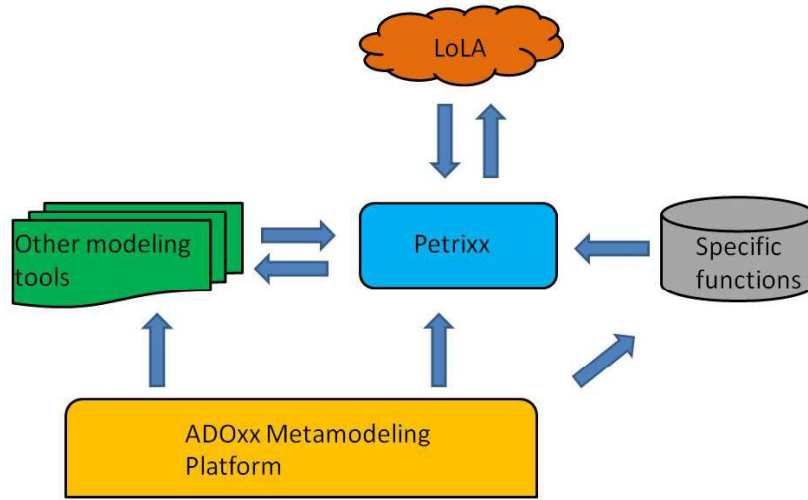 LoLA
Other modeling
tools
Petrixx
Specific
functions
ADOxx Metamodeling
Platform